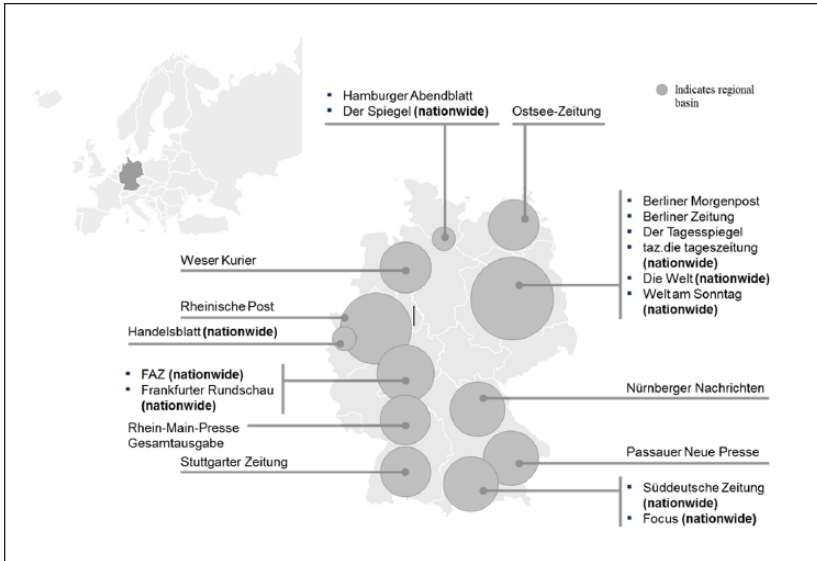 Hamburger Abendblatt
Der Spiegel (nationwide)
Ostsee-Zeitung
Indicates regional
basin
Berliner Morgenpost
Berliner Zeitung
Der Tagesspiegel
taz.die tageszeitung
(nationwide)
Die Welt (nationwide)
Welt am Sonntag
(nationwide)
Weser Kurier
Rheinische Post
Handelsblatt (nationwide)
FAZ (nationwide)
Frankfurter Rundschau
(nationwide)
Rhein-Main-Presse
Gesamtausgabe
Stuttgarter Zeitung
Nürnberger Nachrichten
Passauer Neue Presse
Süddeutsche Zeitung
(nationwide)
Focus (nationwide)